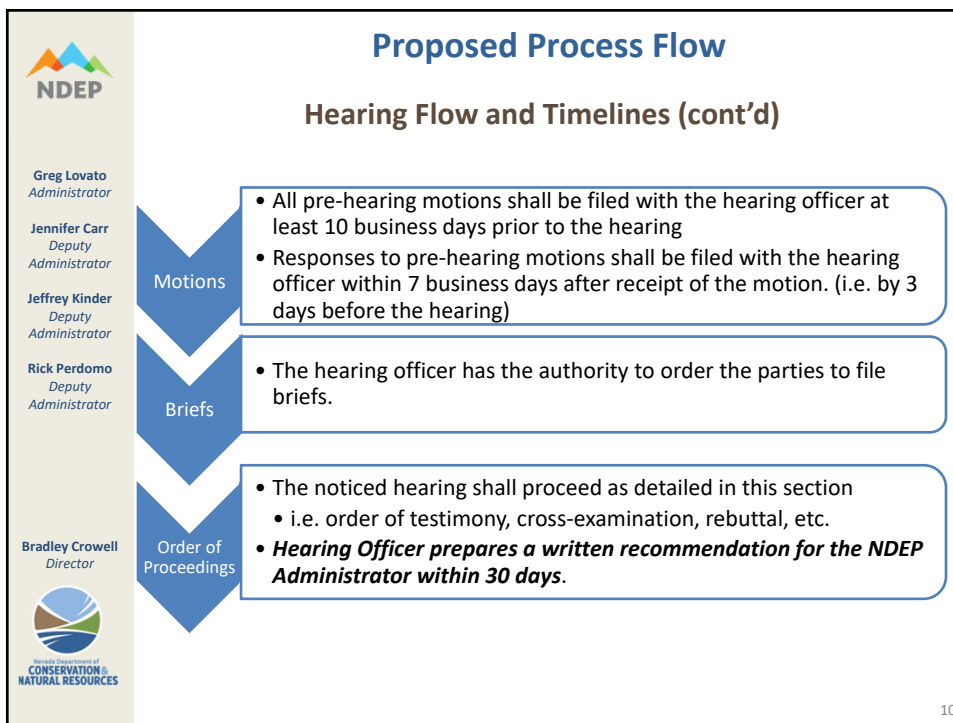 Proposed Process Flow
Hearing Flow and Timelines (cont’d)
NDEP
Greg Lovato
Administrator
Jennifer Carr
Deputy
Administrator
Jeffrey Kinder
Deputy
Administrator
Rick Perdomo
Deputy
Administrator
Bradley Crowell
Director
Nevada Department of
CONSERVATION &
NATURAL RESOURCES
Motions
• All pre-hearing motions shall be filed with the hearing officer at
least 10 business days prior to the hearing
• Responses to pre-hearing motions shall be filed with the hearing
officer within 7 business days after receipt of the motion. (i.e. by 3
days before the hearing)
Briefs
• The hearing officer has the authority to order the parties to file
briefs.
Order of
Proceedings
• The noticed hearing shall proceed as detailed in this section
• i.e. order of testimony, cross-examination, rebuttal, etc.
• Hearing Officer prepares a written recommendation for the NDEP
Administrator within 30 days.
10